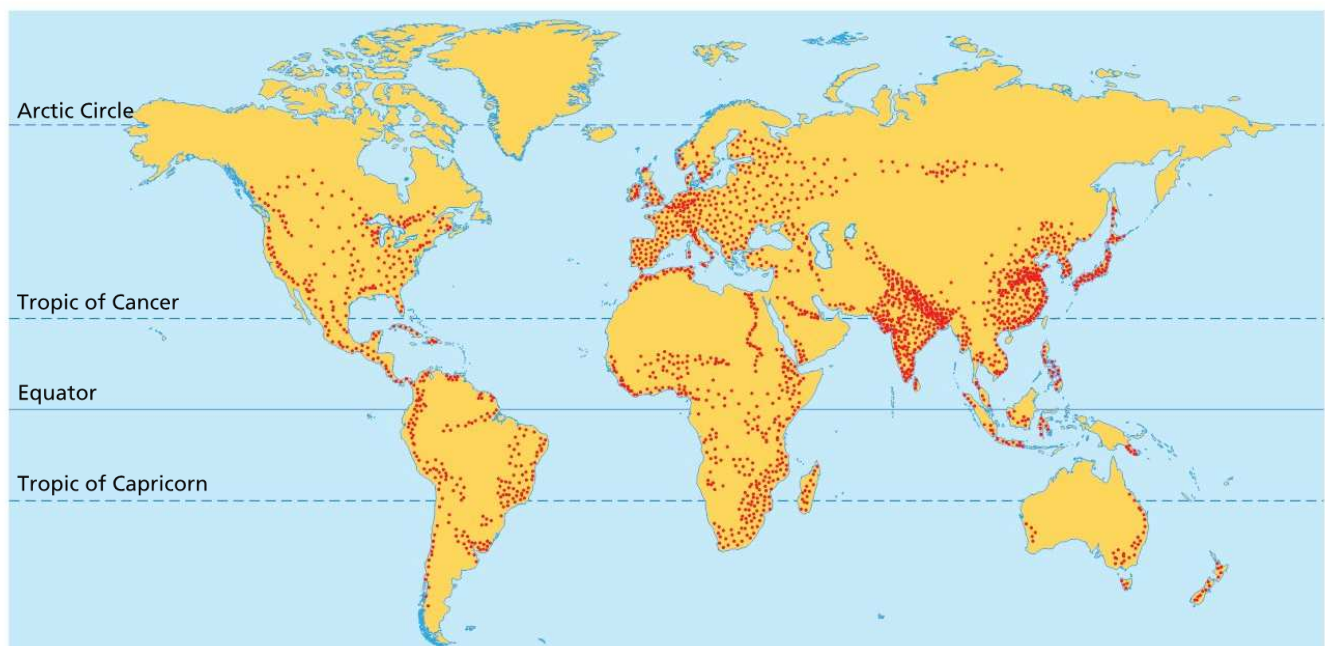 Arctic Circle
Tropic of Cancer
Equator
Tropic of Capricorn